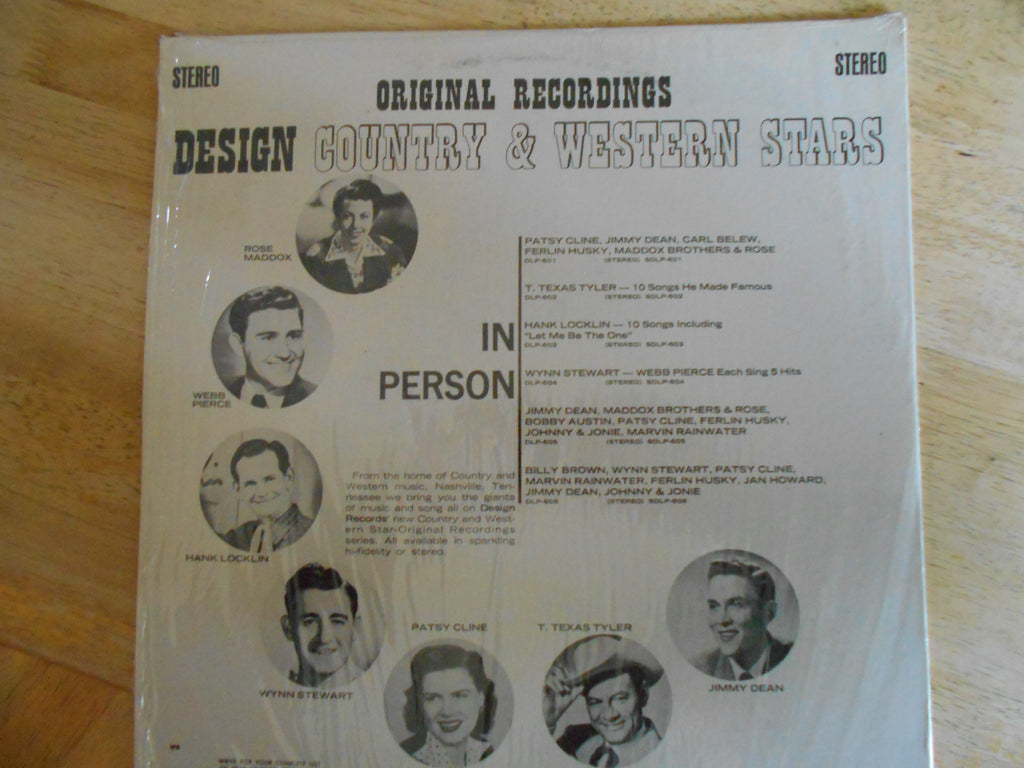 STEREO
STEREO
ORIGINAL RECORDINGS
DESIGN COUNTRY & WESTERN STARS
ROSE
MADDOX
WEBB
PIERCE
HANK LOCKLIN
IN
PERSON
PATSY CLINE, JIMMY DEAN, CARL BELEW,
FERLIN HUSKY, MADDOX BROTHERS & ROSE
DLP-601 (STEREO) SDLP-601
T. TEXAS TYLER — 10 Songs He Made Famous
DLP-602 (STEREO) SDLP-602
HANK LOCKLIN — 10 Songs Including
"Let Me Be The One"
DLP-603 (STEREO) SDLP-603
WYNN STEWART — WEBB PIERCE Each Sing 5 Hits
DLP-604 (STEREO) SDLP-604
JIMMY DEAN, MADDOX BROTHERS & ROSE,
BOBBY AUSTIN, PATSY CLINE, FERLIN HUSKY,
JOHNNY & JONIE, MARVIN RAINWATER
DLP-605 (STEREO) SDLP-605
BILLY BROWN, WYNN STEWART, PATSY CLINE,
MARVIN RAINWATER, FERLIN HUSKY, JAN HOWARD,
JIMMY DEAN, JOHNNY & JONIE
DLP-606 (STEREO) SDLP-606
From the home of Country and
Western music, Nashville, Ten-
nnissee we bring you the giants
of music and song all on Design
Records' new Country and West-
ern Star-Original Recordings
series. All available in sparkling
hi-fidelity or stereo.
WYNN STEWART
PATSY CLINE
T. TEXAS TYLER
JIMMY DEAN
WRITE FOR YOUR COMPLETE LIST